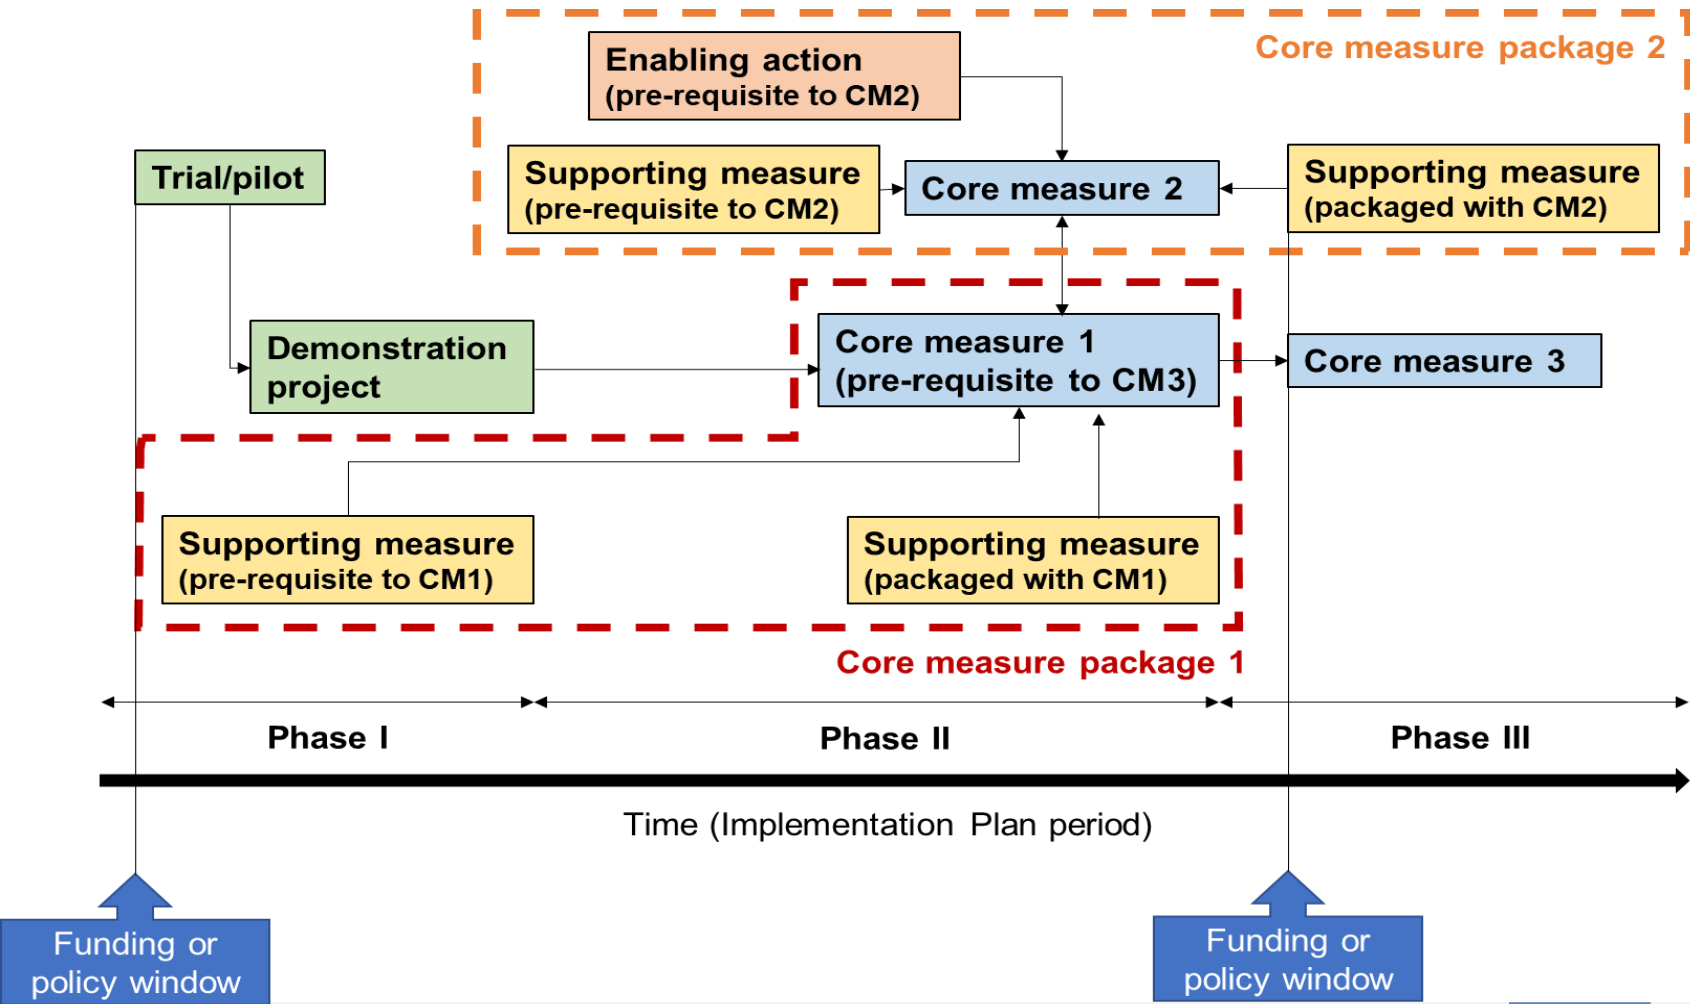 Core measure package 2
Enabling action
(pre-requisite to CM2)
Trial/pilot
Supporting measure
(pre-requisite to CM2)
Core measure 2
Supporting measure
(packaged with CM2)
Demonstration
project
Core measure 1
(pre-requisite to CM3)
Core measure 3
Supporting measure
(pre-requisite to CM1)
Supporting measure
(packaged with CM1)
Core measure package 1
Phase I
Phase II
Phase III
Time (Implementation Plan period)
Funding or
policy window
Funding or
policy window